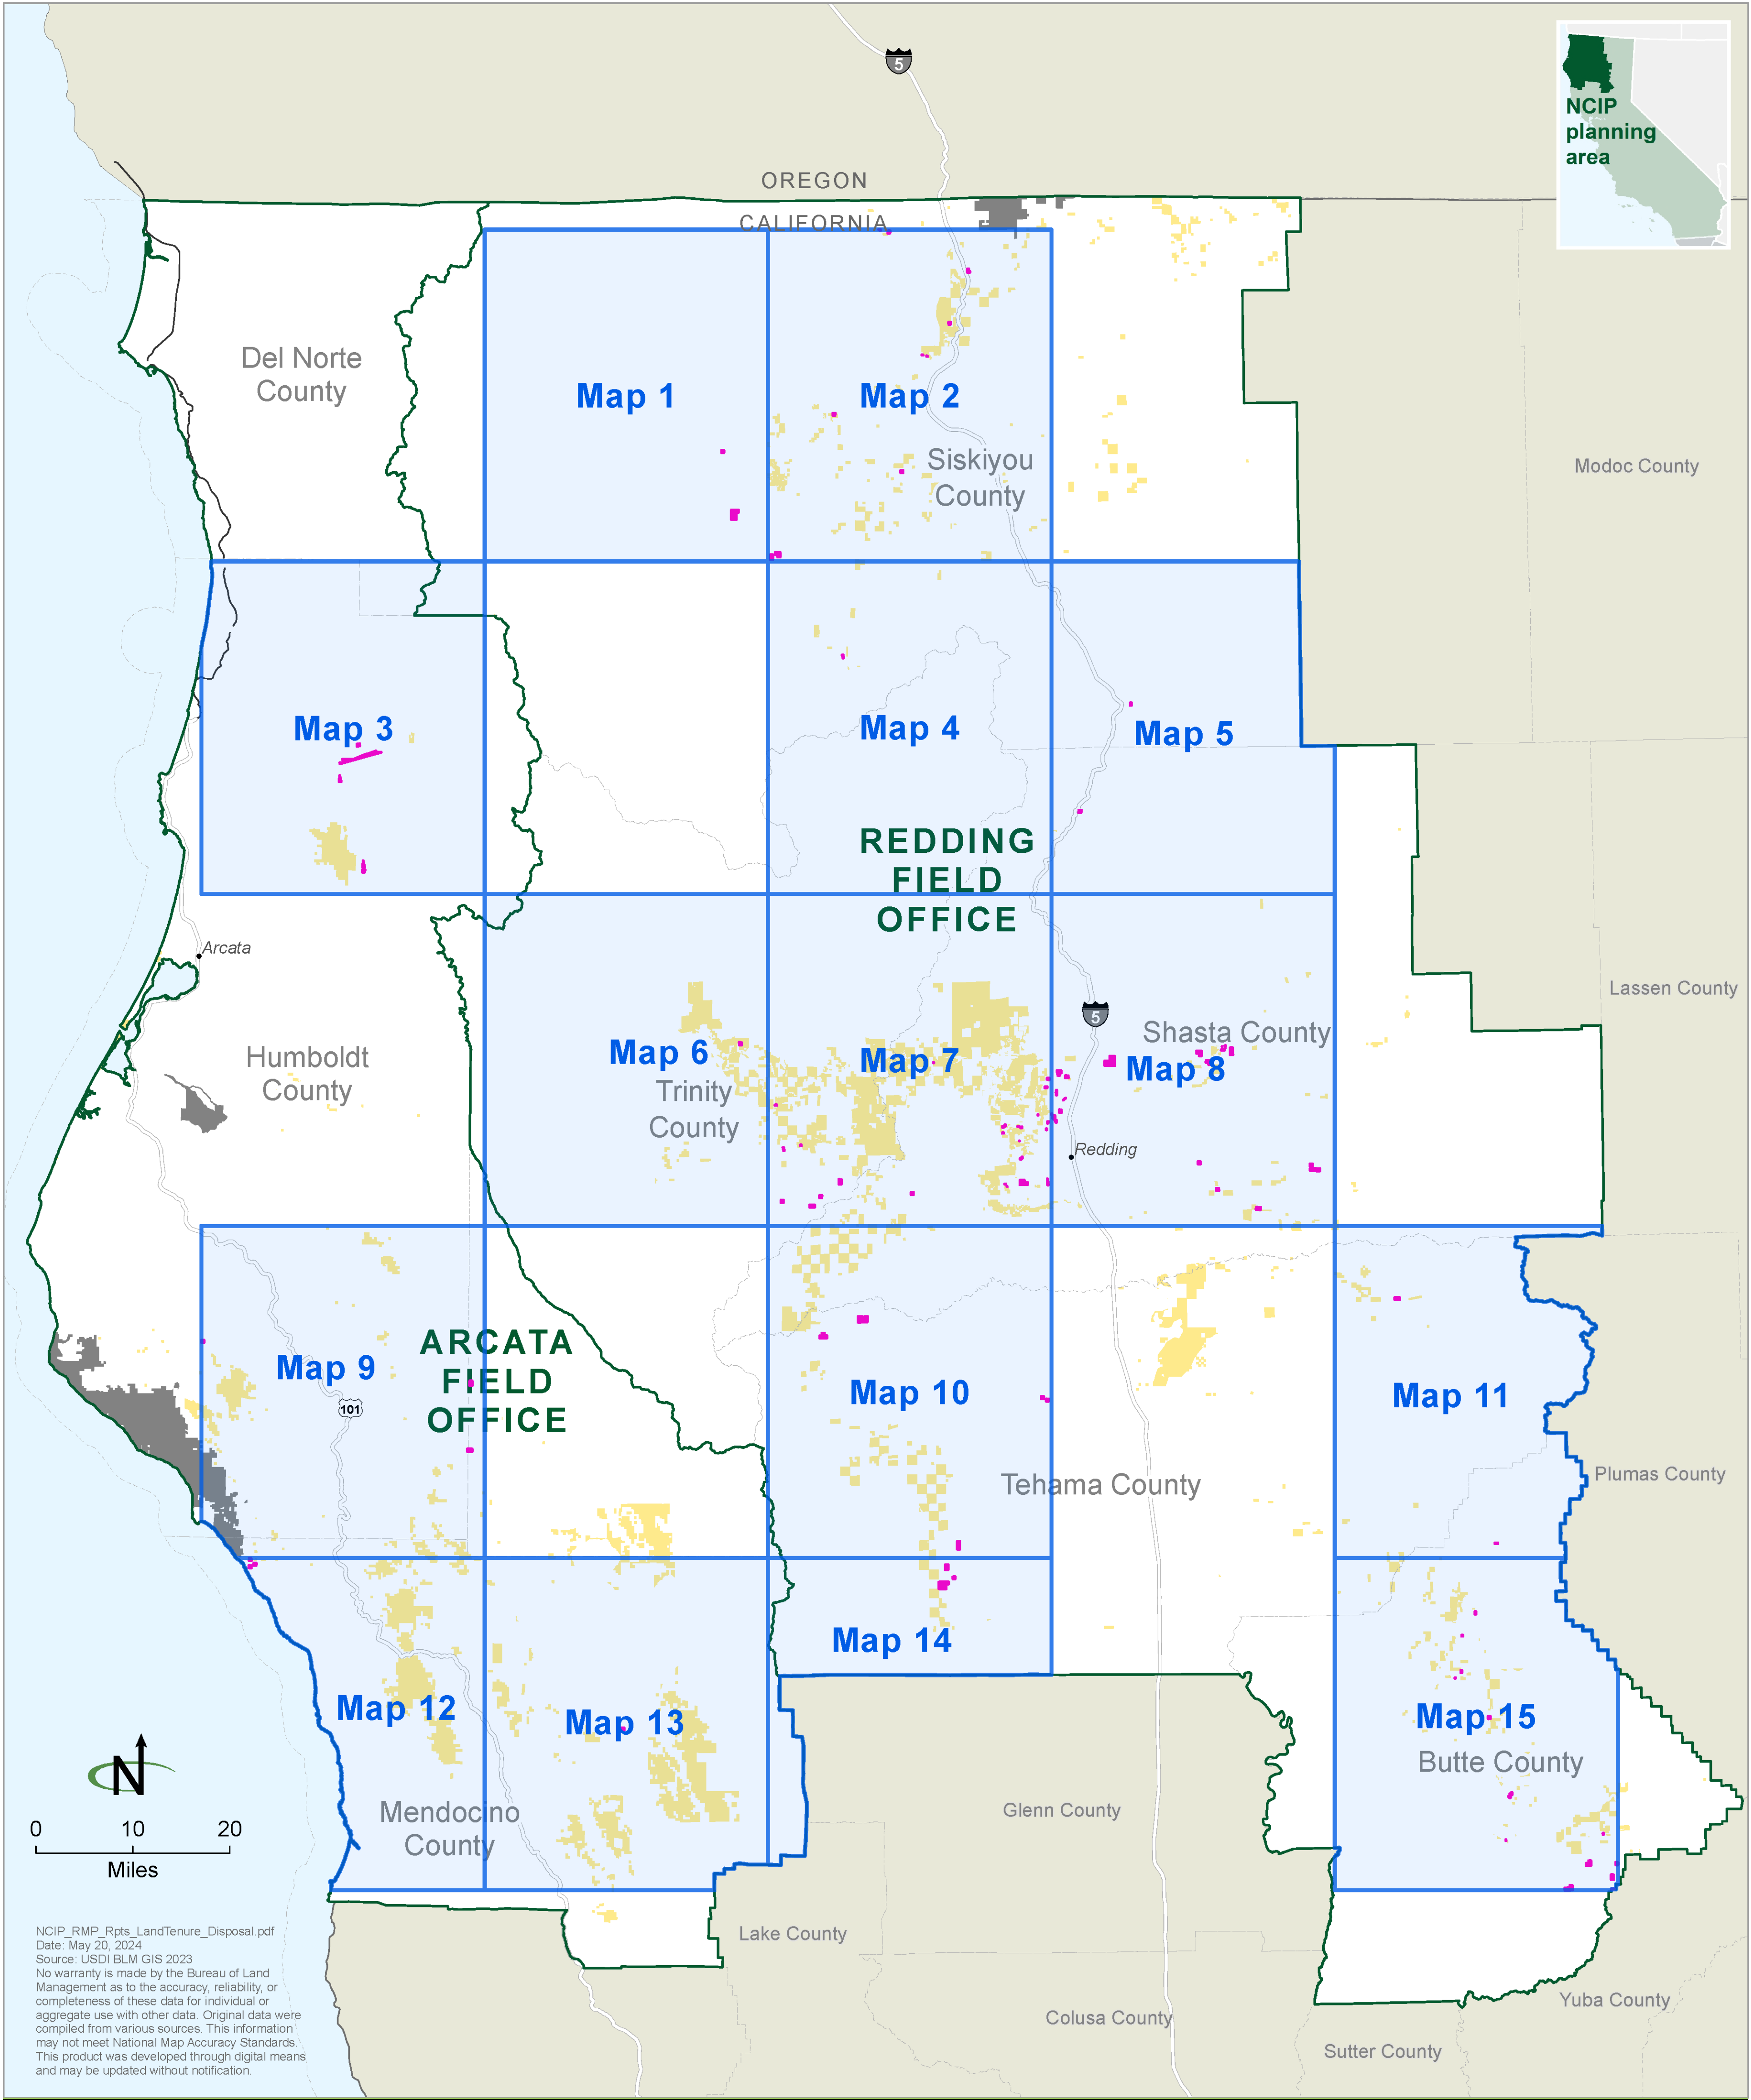 5
NCIP
planning
area
OREGON
CALIFORNIA
Del Norte
County
Map 1
Map 2
Siskiyou
County
Modoc County
Map 3
Map 4
Map 5
REDDING
FIELD
OFFICE
Arcata
Lassen County
5
Shasta County
Humboldt
County
Map 6
Map 7
Map 8
Trinity
County
Redding
ARCATA
FIELD
OFFICE
Map 9
101
Map 10
Map 11
Tehama County
Plumas County
Map 14
Map 12
Map 13
Map 15
Butte County
N
Mendocino
County
Glenn County
0 10 20
Miles
NCIP_RMP_Rpts_LandTenure_Disposal.pdf
Date: May 20, 2024
Source: USDI BLM GIS 2023
No warranty is made by the Bureau of Land
Management as to the accuracy, reliability, or
completeness of these data for individual or
aggregate use with other data. Original data were
compiled from various sources. This information
may not meet National Map Accuracy Standards.
This product was developed through digital means
and may be updated without notification.
Lake County
Colusa County
Yuba County
Sutter County